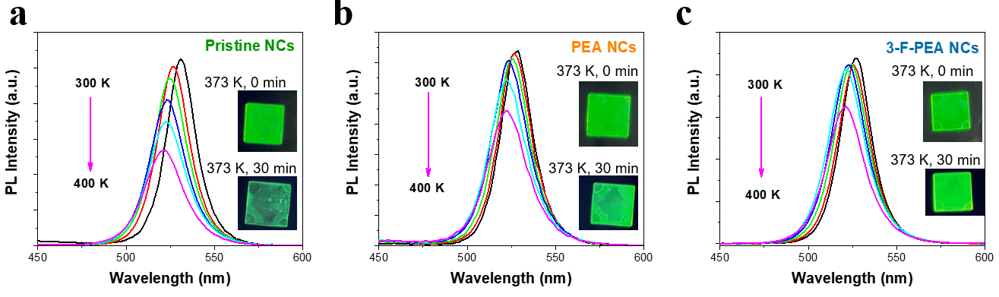 a
Pristine NCs
300 K
400 K
373 K, 0 min
373 K, 30 min
PL Intensity (a.u.)
450 500 550 600
Wavelength (nm)
b
PEA NCs
300 K
400 K
373 K, 0 min
373 K, 30 min
PL Intensity (a.u.)
450 500 550 600
Wavelength (nm)
c
3-F-PEA NCs
300 K
400 K
373 K, 0 min
373 K, 30 min
PL Intensity (a.u.)
450 500 550 600
Wavelength (nm)